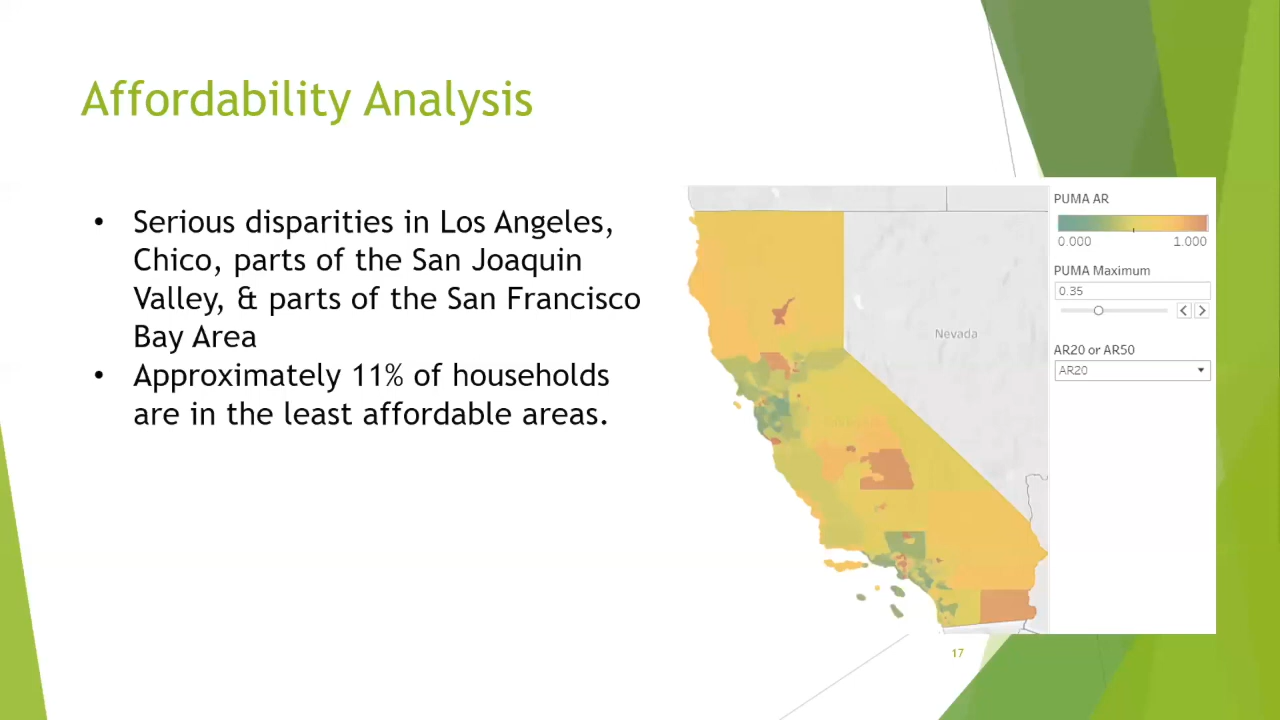 Affordability Analysis
• Serious disparities in Los Angeles,
Chico, parts of the San Joaquin
Valley, & parts of the San Francisco
Bay Area
• Approximately 11% of households
are in the least affordable areas.
Nevada
PUMA AR
0.000 1.000
PUMA Maximum
0.35
AR20 or AR50
AR20
17